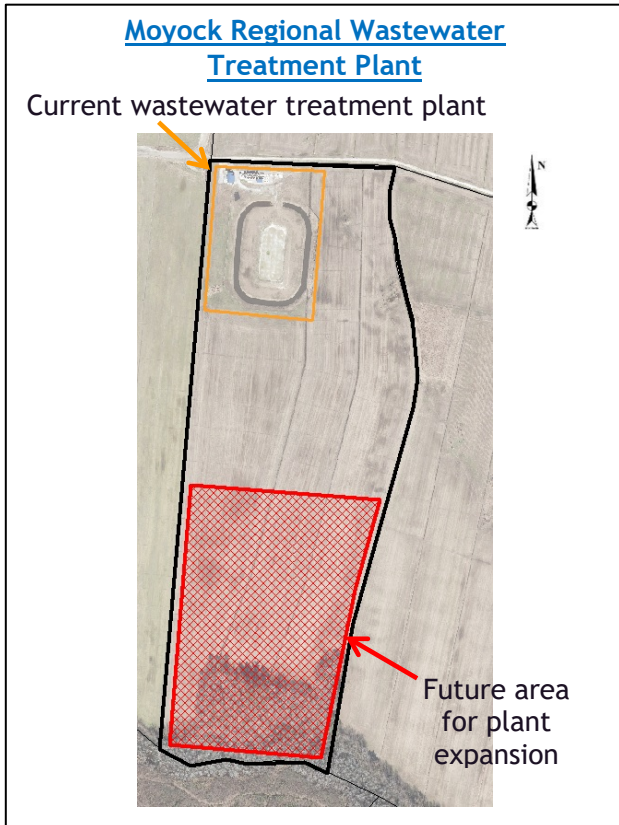 Moyock Regional Wastewater
Treatment Plant
Current wastewater treatment plant
N
Future area
for plant
expansion